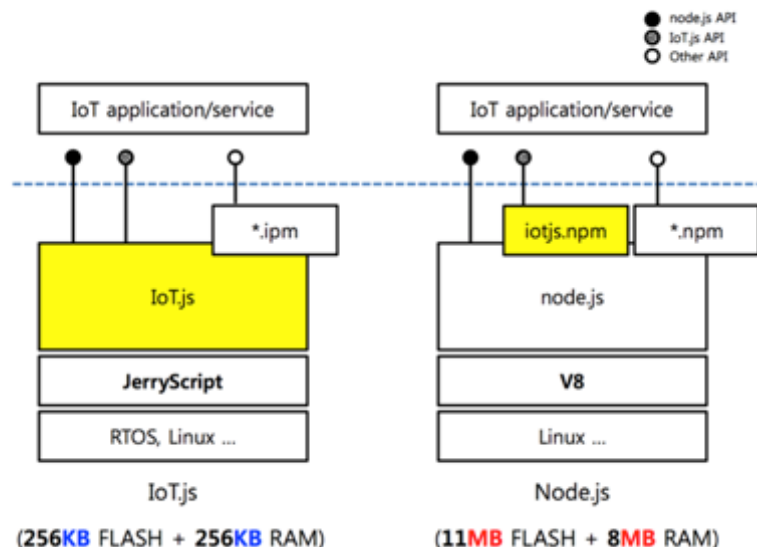 node.js API
IoT.js API
Other API
IoT application/service
IoT application/service
*.ipm
iotjs.npm
*.npm
IoT.js
node.js
JerryScript
V8
RTOS, Linux ...
Linux ...
IoT.js
Node.js
(256KB FLASH + 256KB RAM)
(11MB FLASH + 8MB RAM)